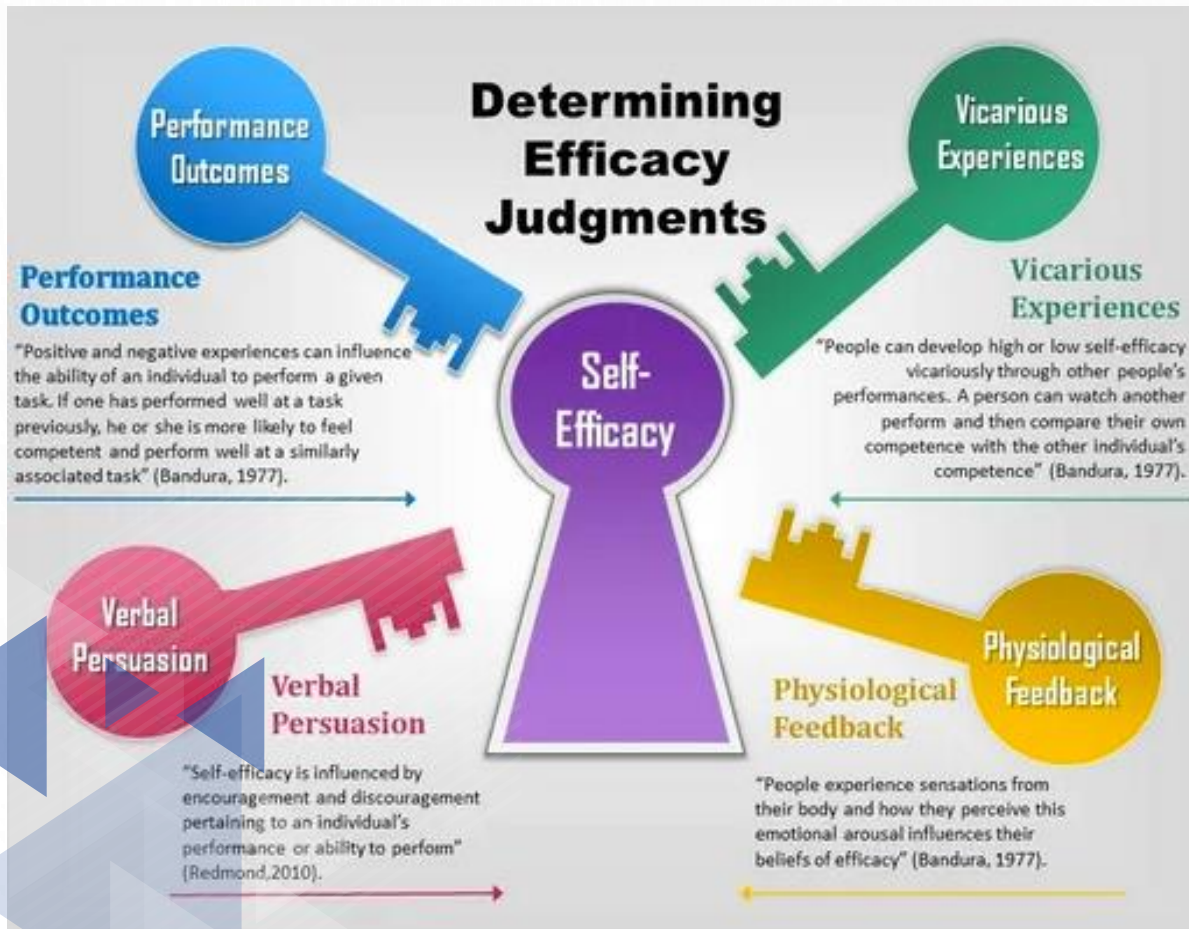 Determining
Efficacy
Judgments
Performance
Outcomes
Vicarious
Experiences
Performance
Outcomes
"Positive and negative experiences can influence
the ability of an individual to perform a given
task. If one has performed well at a task
previously, he or she is more likely to feel
competent and perform well at a similarly
associated task" (Bandura, 1977).
Vicarious
Experiences
"People can develop high or low self-efficacy
vicariously through other people's
performances. A person can watch another
perform and then compare their own
competence with the other individual's
competence" (Bandura, 1977).
Self-
Efficacy
Verbal
Persuasion
Verbal
Persuasion
"Self-efficacy is influenced by
encouragement and discouragement
pertaining to an individual's
performance or ability to perform"
(Redmond,2010).
Physiological
Feedback
Physiological
Feedback
"People experience sensations from
their body and how they perceive this
emotional arousal influences their
beliefs of efficacy" (Bandura, 1977).